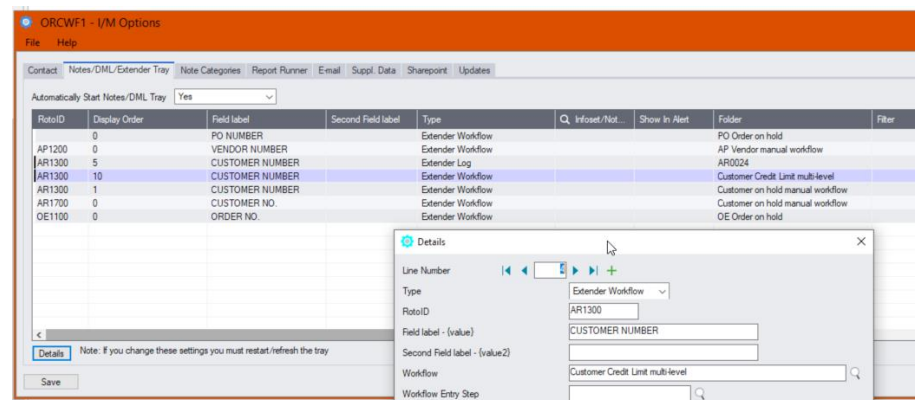 ORCWF1 - I/M Options
File Help
Contact Notes/DML/Extender Tray Note Categories Report Runner E-mail Suppl. Data Sharepoint Updates
Automatically Start Notes/DML Tray Yes
RotoID Display Order Field label Second Field label Type Infoset/Not... Show In Alert Folder Filter
0 PO NUMBER Extender Workflow PO Order on hold
AP1200 0 VENDOR NUMBER Extender Workflow AP Vendor manual workflow
AR1300 5 CUSTOMER NUMBER Extender Log AR0024
AR1300 10 CUSTOMER NUMBER Extender Workflow Customer Credit Limit multi-level
AR1300 1 CUSTOMER NUMBER Extender Workflow Customer on hold manual workflow
AR1700 0 CUSTOMER NO. Extender Workflow Customer on hold manual workflow
OE1100 0 ORDER NO. Extender Workflow OE Order on hold
Details
Line Number
Type Extender Workflow
RotoID AR1300
Field label - {value} CUSTOMER NUMBER
Details Note: If you change these settings you must restart/refresh the tray
Second Field label - {value2}
Save
Workflow Customer Credit Limit multi-level
Workflow Entry Step